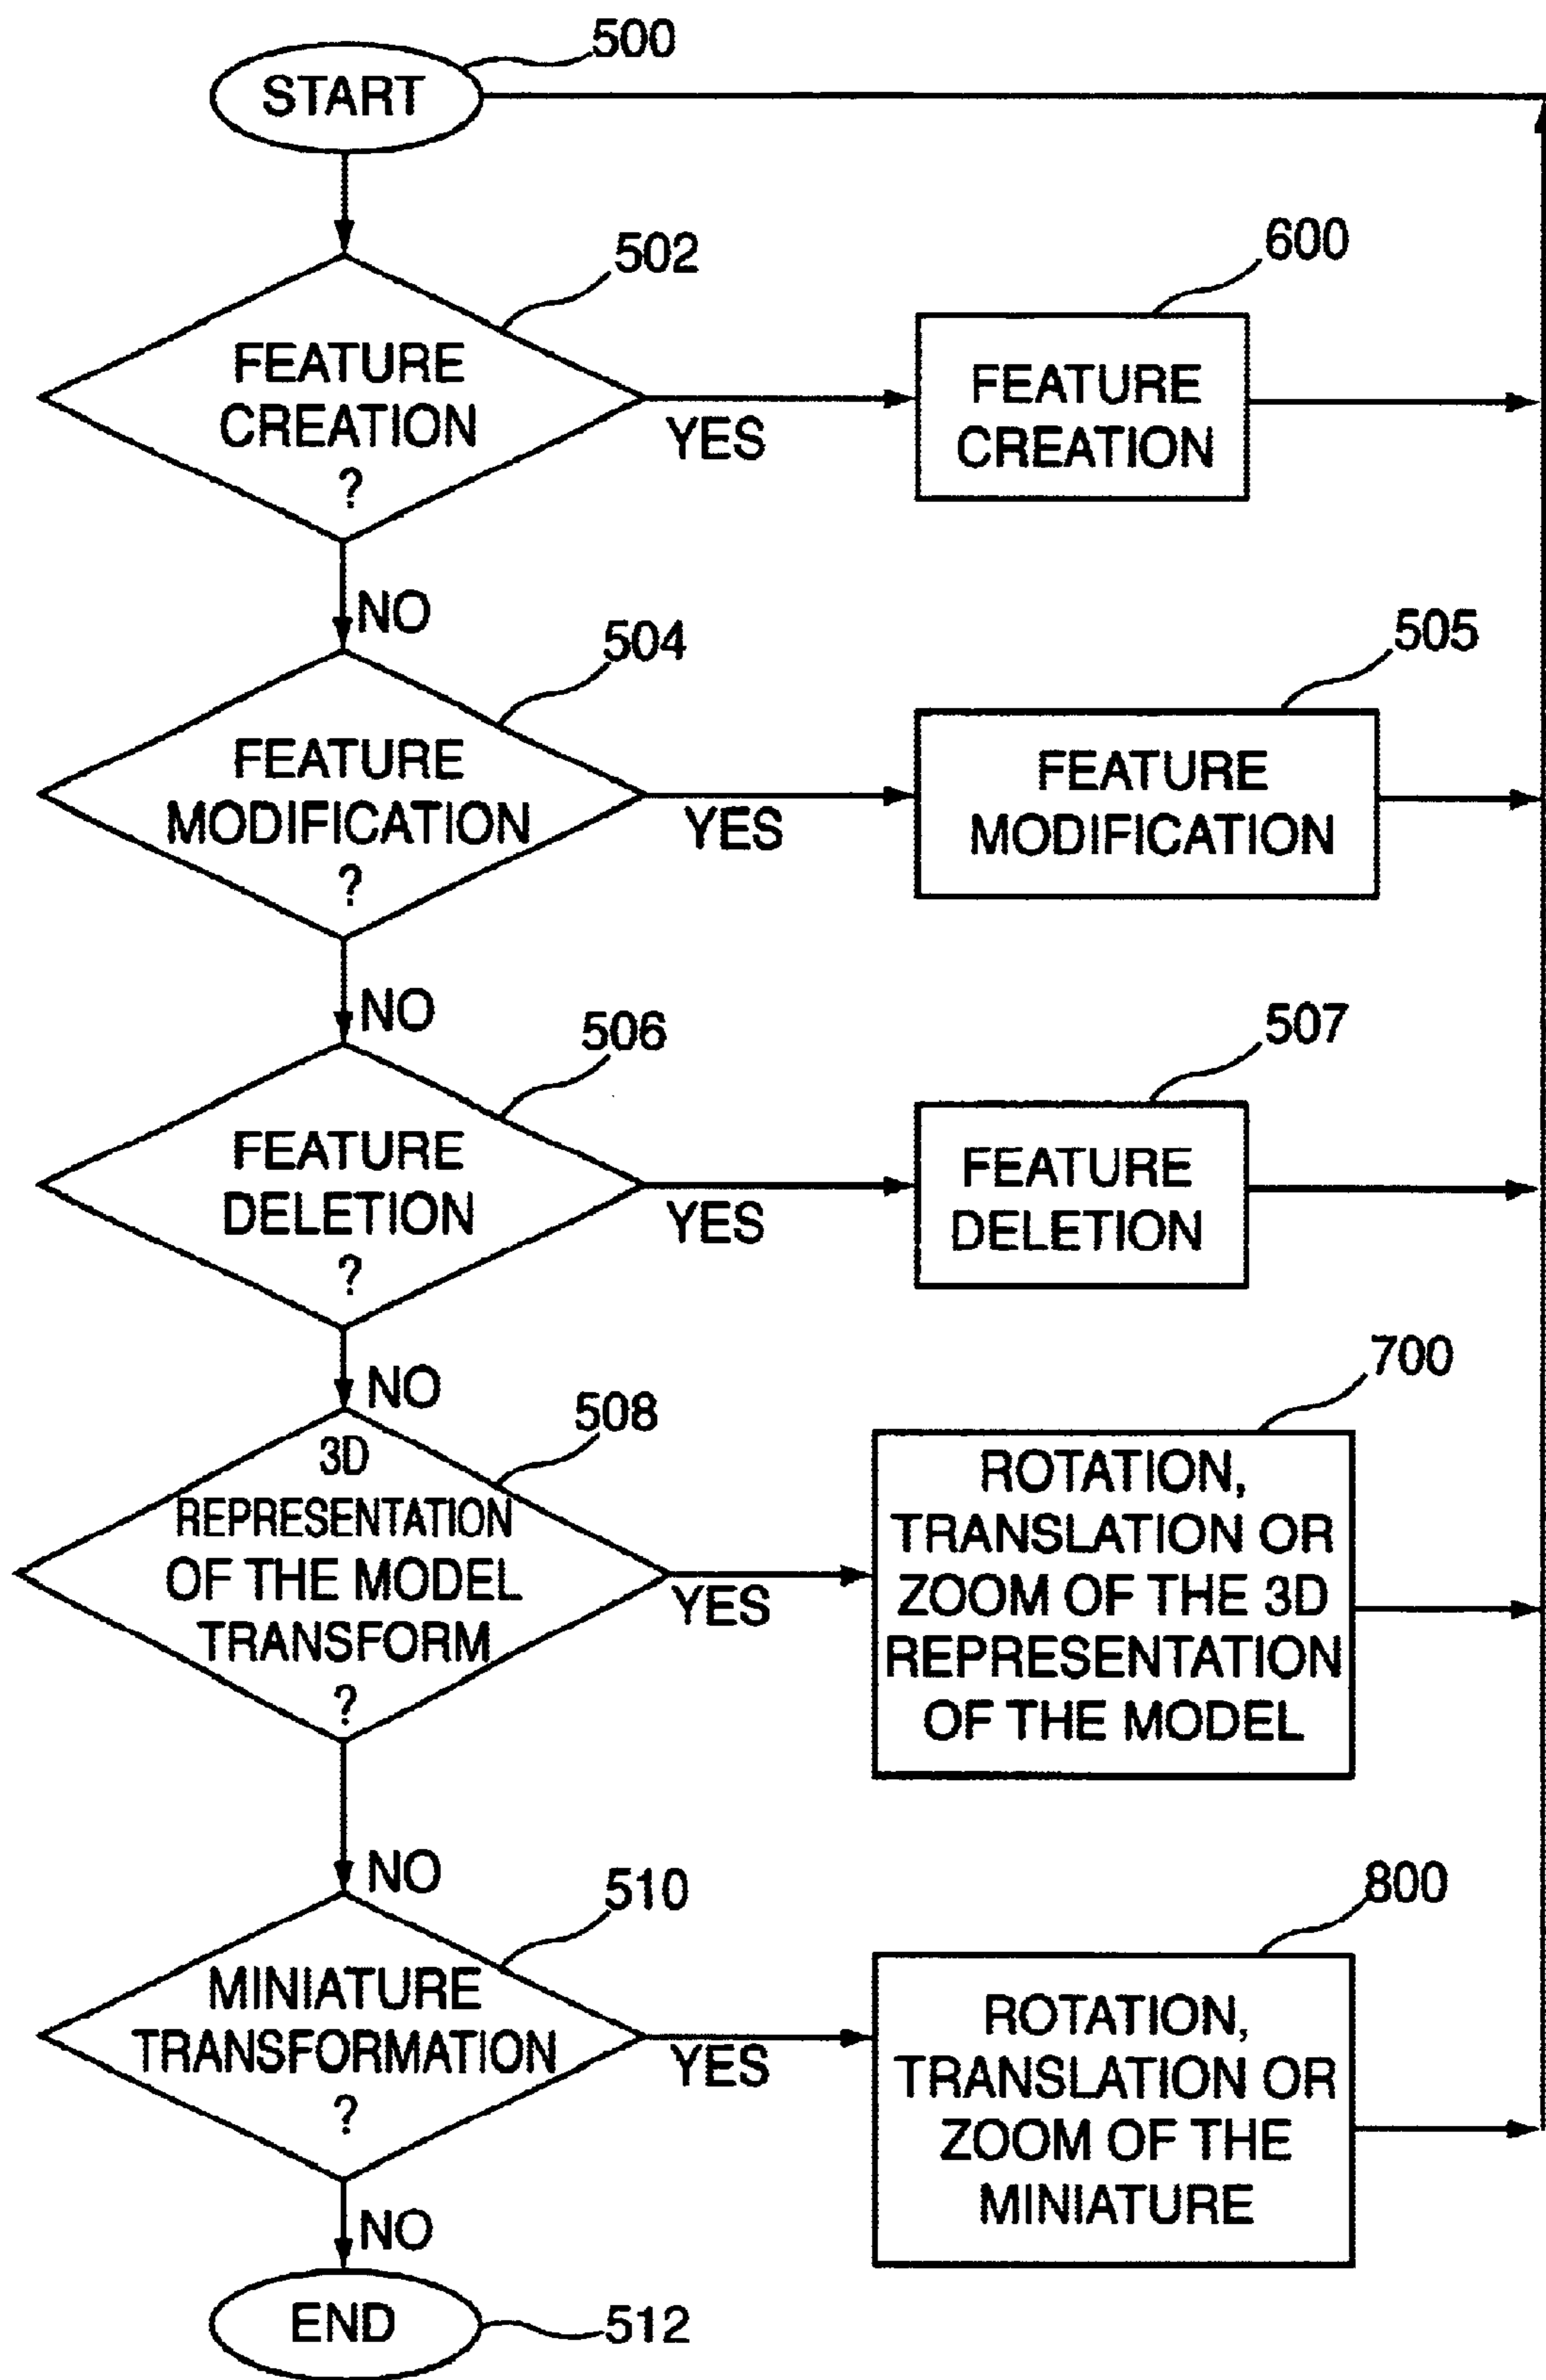 500
START
502
FEATURE
CREATION
?
YES
600
FEATURE
CREATION
NO
504
FEATURE
MODIFICATION
?
YES
505
FEATURE
MODIFICATION
NO
506
FEATURE
DELETION
?
YES
507
FEATURE
DELETION
NO
508
3D
REPRESENTATION
OF THE MODEL
TRANSFORM
?
YES
700
ROTATION,
TRANSLATION OR
ZOOM OF THE 3D
REPRESENTATION
OF THE MODEL
NO
510
MINIATURE
TRANSFORMATION
?
YES
800
ROTATION,
TRANSLATION OR
ZOOM OF THE
MINIATURE
NO
END
512